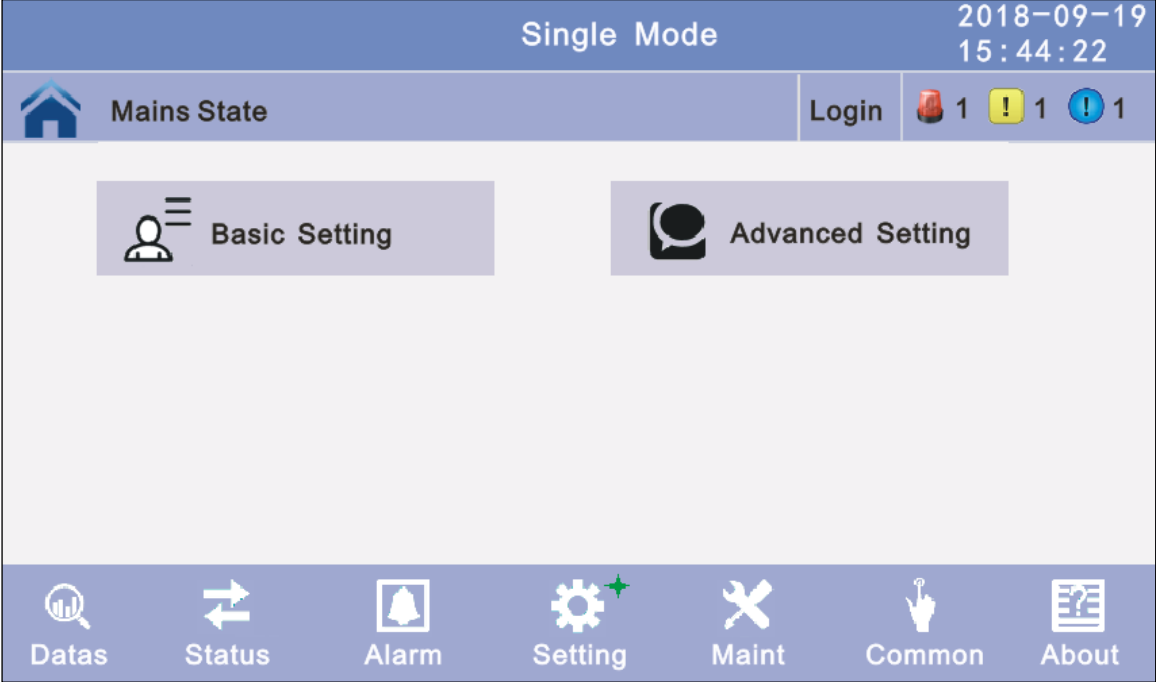 Single Mode
2018-09-19
15:44:22
Mains State
Login
1
! 1
! 1
Basic Setting
Advanced Setting
?
Datas
Status
Alarm
Setting
Maint
Common
About